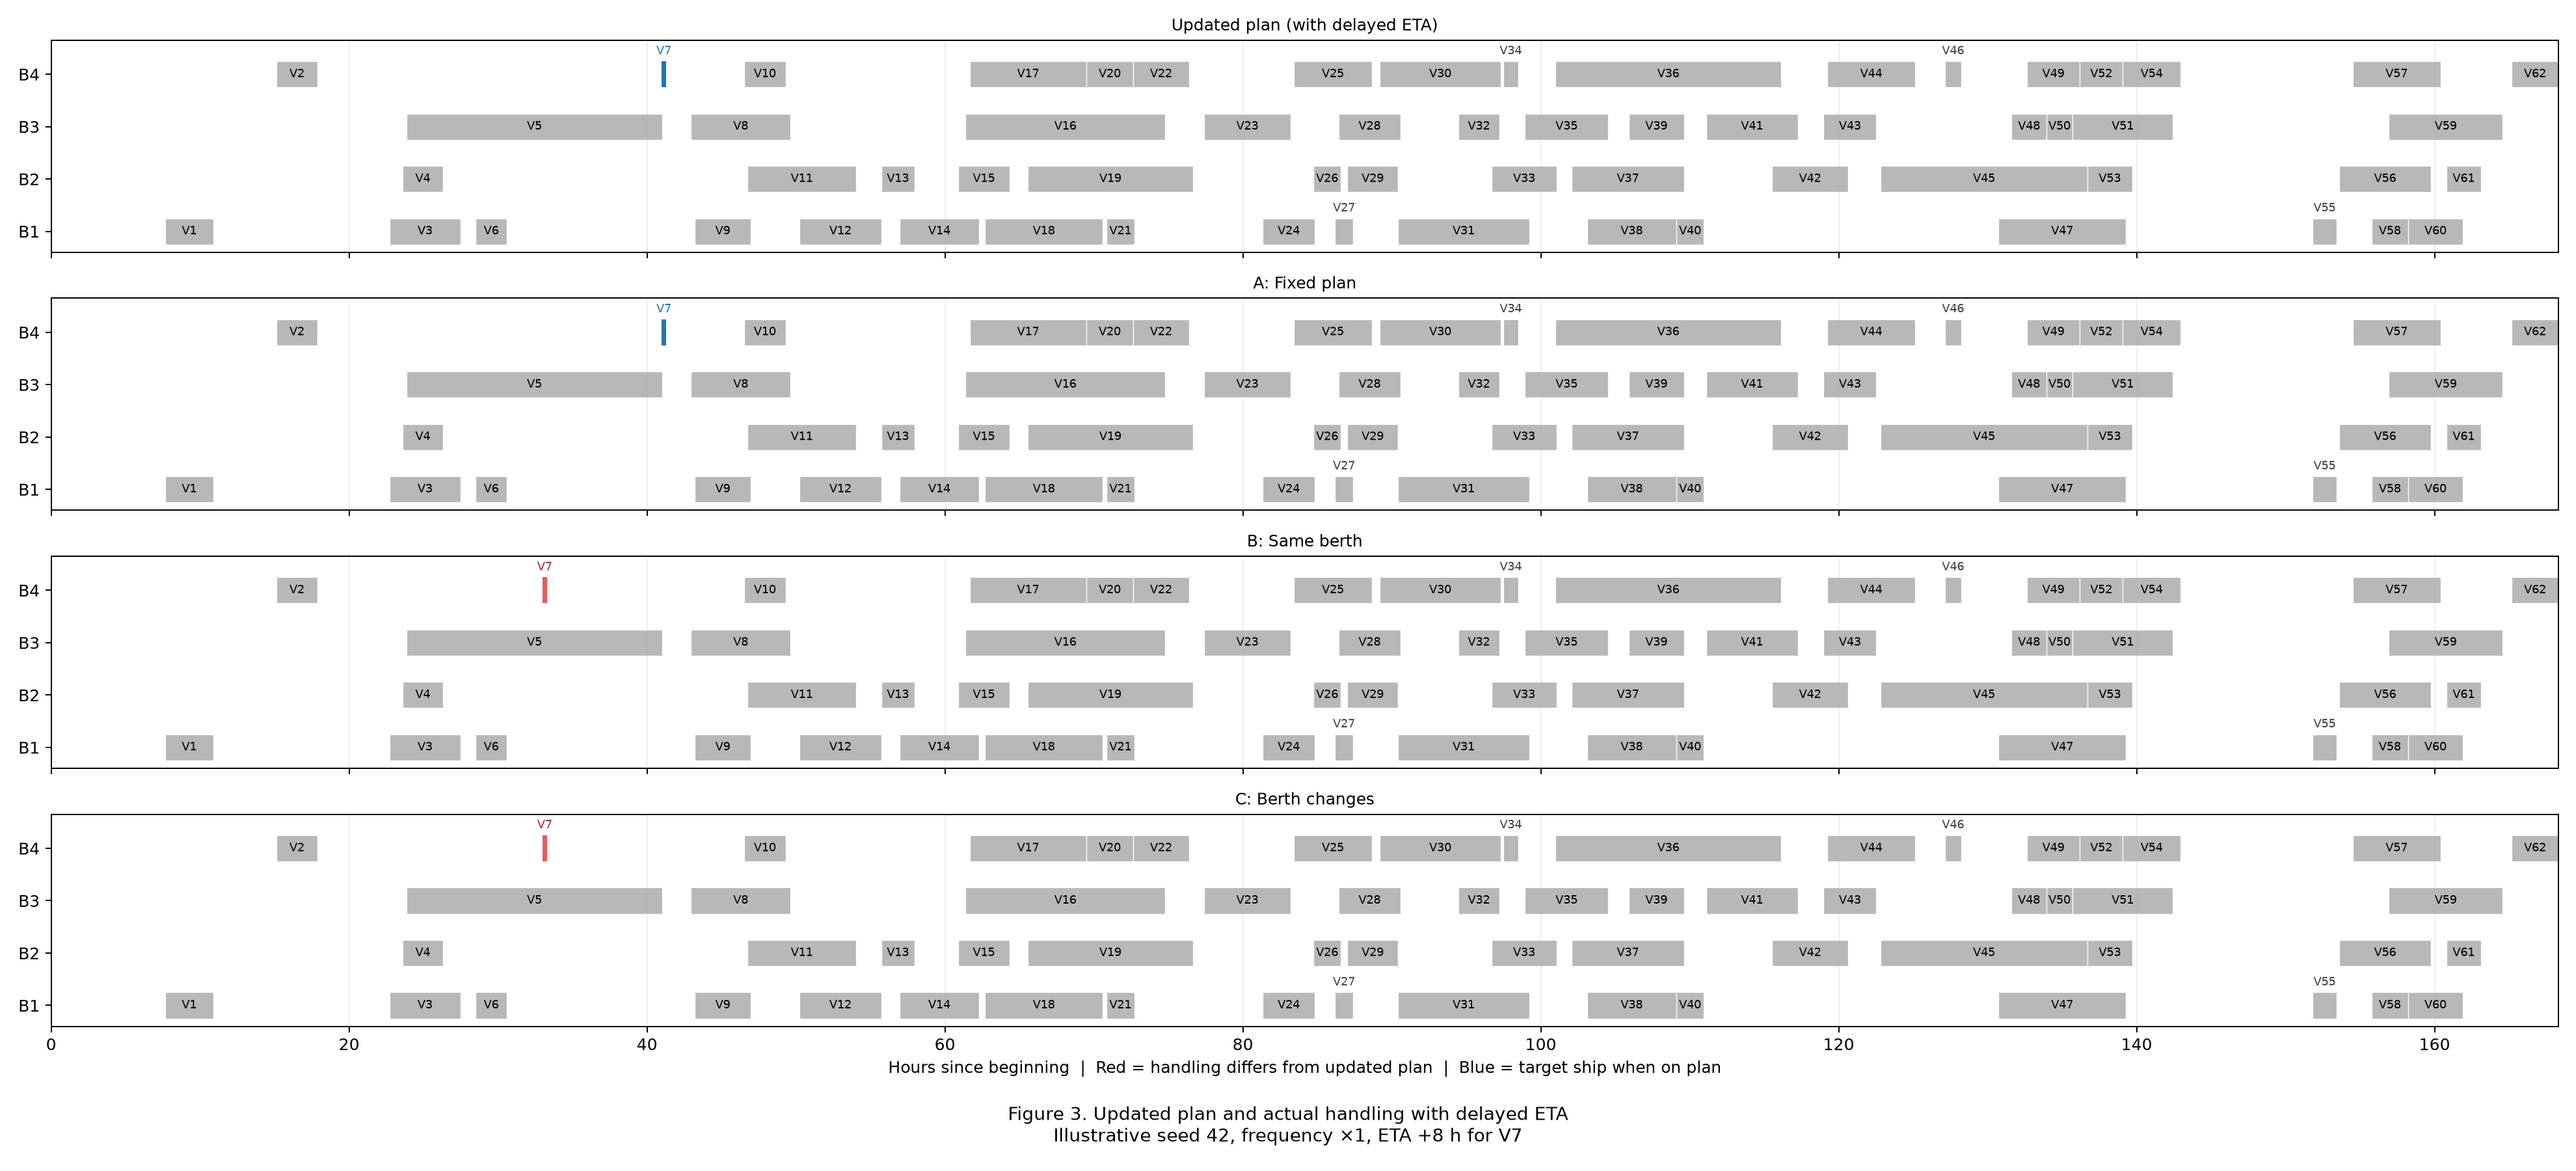 Updated plan (with delayed ETA)
V7 V34 V46
B4 V2 V10 V17 V20 V22 V25 V30 V36 V44 V49 V52 V54 V57 V62
B3 V5 V8 V16 V23 V28 V32 V35 V39 V41 V43 V48 V50 V51 V59
B2 V4 V11 V13 V15 V19 V26 V29 V33 V37 V42 V45 V53 V56 V61
V27 V55
B1 V1 V3 V6 V9 V12 V14 V18 V21 V24 V31 V38 V40 V47 V58 V60
A: Fixed plan
V7 V34 V46
B4 V2 V10 V17 V20 V22 V25 V30 V36 V44 V49 V52 V54 V57 V62
B3 V5 V8 V16 V23 V28 V32 V35 V39 V41 V43 V48 V50 V51 V59
B2 V4 V11 V13 V15 V19 V26 V29 V33 V37 V42 V45 V53 V56 V61
V27 V55
B1 V1 V3 V6 V9 V12 V14 V18 V21 V24 V31 V38 V40 V47 V58 V60
B: Same berth
V7 V34 V46
B4 V2 V10 V17 V20 V22 V25 V30 V36 V44 V49 V52 V54 V57 V62
B3 V5 V8 V16 V23 V28 V32 V35 V39 V41 V43 V48 V50 V51 V59
B2 V4 V11 V13 V15 V19 V26 V29 V33 V37 V42 V45 V53 V56 V61
V27 V55
B1 V1 V3 V6 V9 V12 V14 V18 V21 V24 V31 V38 V40 V47 V58 V60
C: Berth changes
V7 V34 V46
B4 V2 V10 V17 V20 V22 V25 V30 V36 V44 V49 V52 V54 V57 V62
B3 V5 V8 V16 V23 V28 V32 V35 V39 V41 V43 V48 V50 V51 V59
B2 V4 V11 V13 V15 V19 V26 V29 V33 V37 V42 V45 V53 V56 V61
V27 V55
B1 V1 V3 V6 V9 V12 V14 V18 V21 V24 V31 V38 V40 V47 V58 V60
0 20 40 60 80 100 120 140 160
Hours since beginning | Red = handling differs from updated plan | Blue = target ship when on plan
Figure 3. Updated plan and actual handling with delayed ETA
Illustrative seed 42, frequency ×1, ETA +8 h for V7